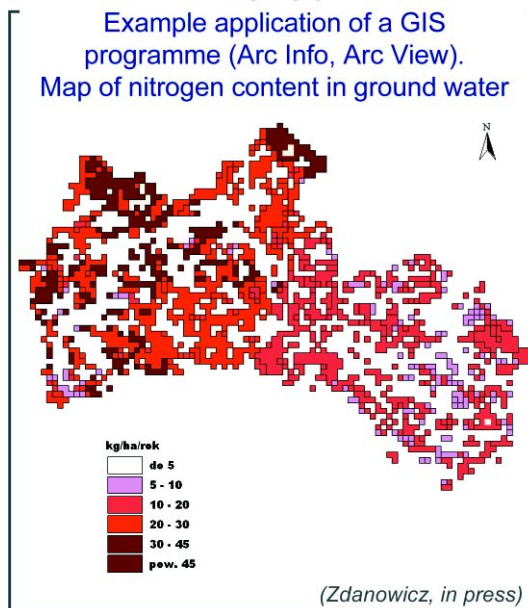 Example application of a GIS
programme (Arc Info, Arc View).
Map of nitrogen content in ground water
N
kg/ha/rok
do 5
5 - 10
10 - 20
20 - 30
30 - 45
pow. 45
(Zdanowicz, in press)